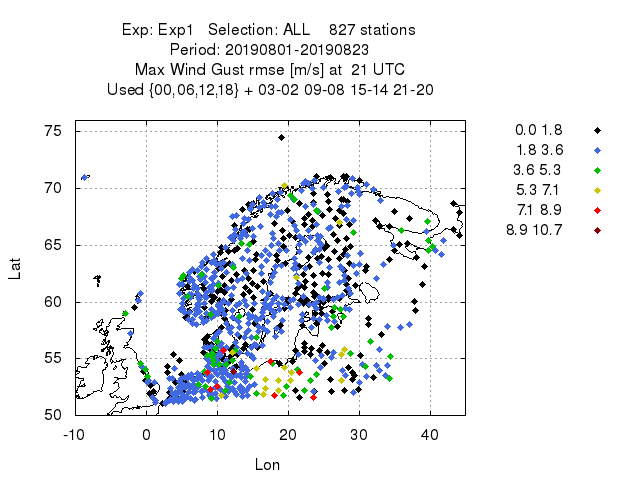 Exp: Exp1 Selection: ALL 827 stations
Period: 20190801-20190823
Max Wind Gust rmse [m/s] at 21 UTC
Used {00,06,12,18} + 03-02 09-08 15-14 21-20
75
70
65
60
55
50
Lat
-10 0 10 20 30 40
Lon
0.0 1.8
1.8 3.6
3.6 5.3
5.3 7.1
7.1 8.9
8.9 10.7